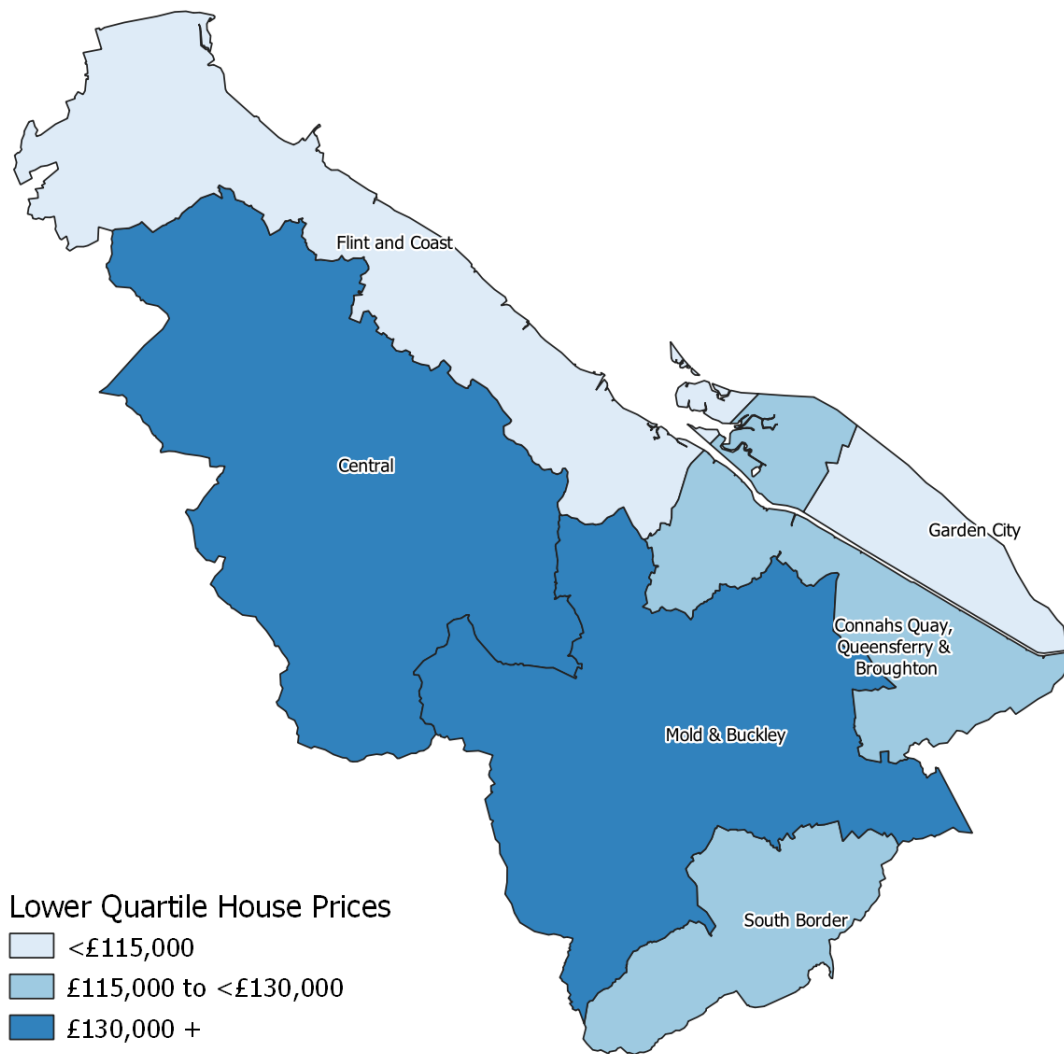 Flint and Coast
Central
Garden City
Connahs Quay,
Queensferry &
Broughton
Mold & Buckley
South Border
Lower Quartile House Prices
<£115,000
£115,000 to <£130,000
£130,000 +